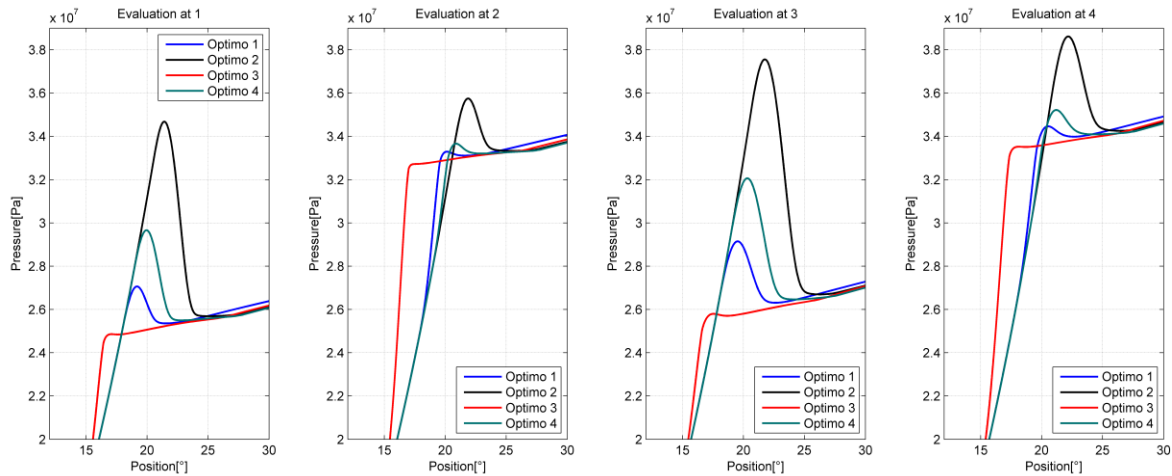 Evaluation at 1
x 10^7
3.8
3.6
3.4
3.2
3
2.8
2.6
2.4
2.2
2
Pressure[Pa]
15
20
25
30
Position[°]
Optimo 1
Optimo 2
Optimo 3
Optimo 4
Evaluation at 2
x 10^7
3.8
3.6
3.4
3.2
3
2.8
2.6
2.4
2.2
2
Pressure[Pa]
15
20
25
30
Position[°]
Optimo 1
Optimo 2
Optimo 3
Optimo 4
Evaluation at 3
x 10^7
3.8
3.6
3.4
3.2
3
2.8
2.6
2.4
2.2
2
Pressure[Pa]
15
20
25
30
Position[°]
Optimo 1
Optimo 2
Optimo 3
Optimo 4
Evaluation at 4
x 10^7
3.8
3.6
3.4
3.2
3
2.8
2.6
2.4
2.2
2
Pressure[Pa]
15
20
25
30
Position[°]
Optimo 1
Optimo 2
Optimo 3
Optimo 4